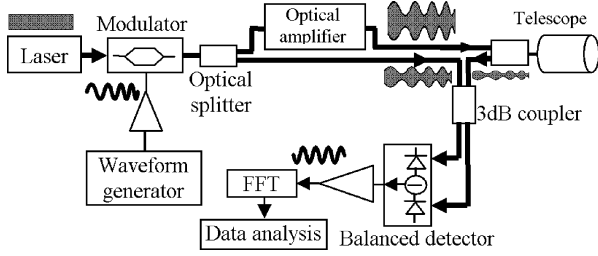 Modulator
Optical
amplifier
Telescope
Laser
Optical
splitter
3dB coupler
Waveform
generator
FFT
Data analysis
Balanced detector